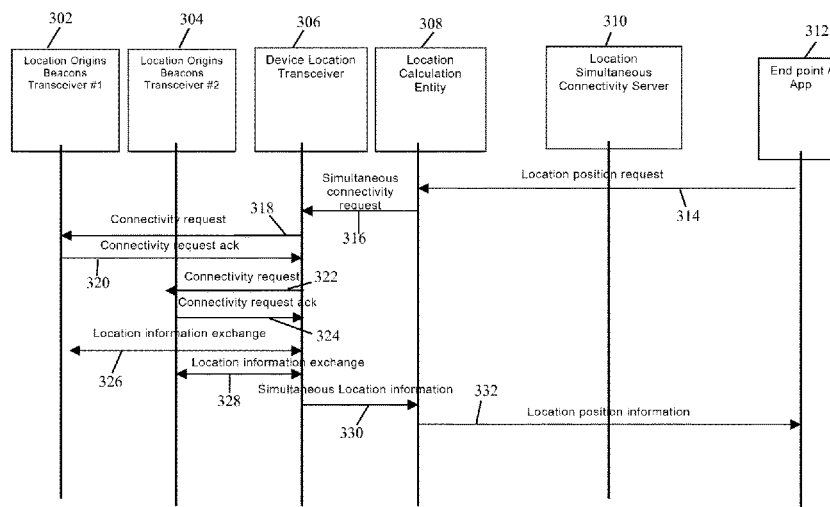 302
304
306
308
310
312
Location Origins
Beacons
Transceiver #1
Location Origins
Beacons
Transceiver #2
Device Location
Transceiver
Location
Calculation
Entity
Location
Simultaneous
Connectivity Server
End point /
App
Location position request
314
Simultaneous
connectivity
request
316
Connectivity request
318
Connectivity request ack
320
Connectivity request
322
Connectivity request ack
324
Location information exchange
326
Location information exchange
328
Simultaneous Location information
330
332
Location position information